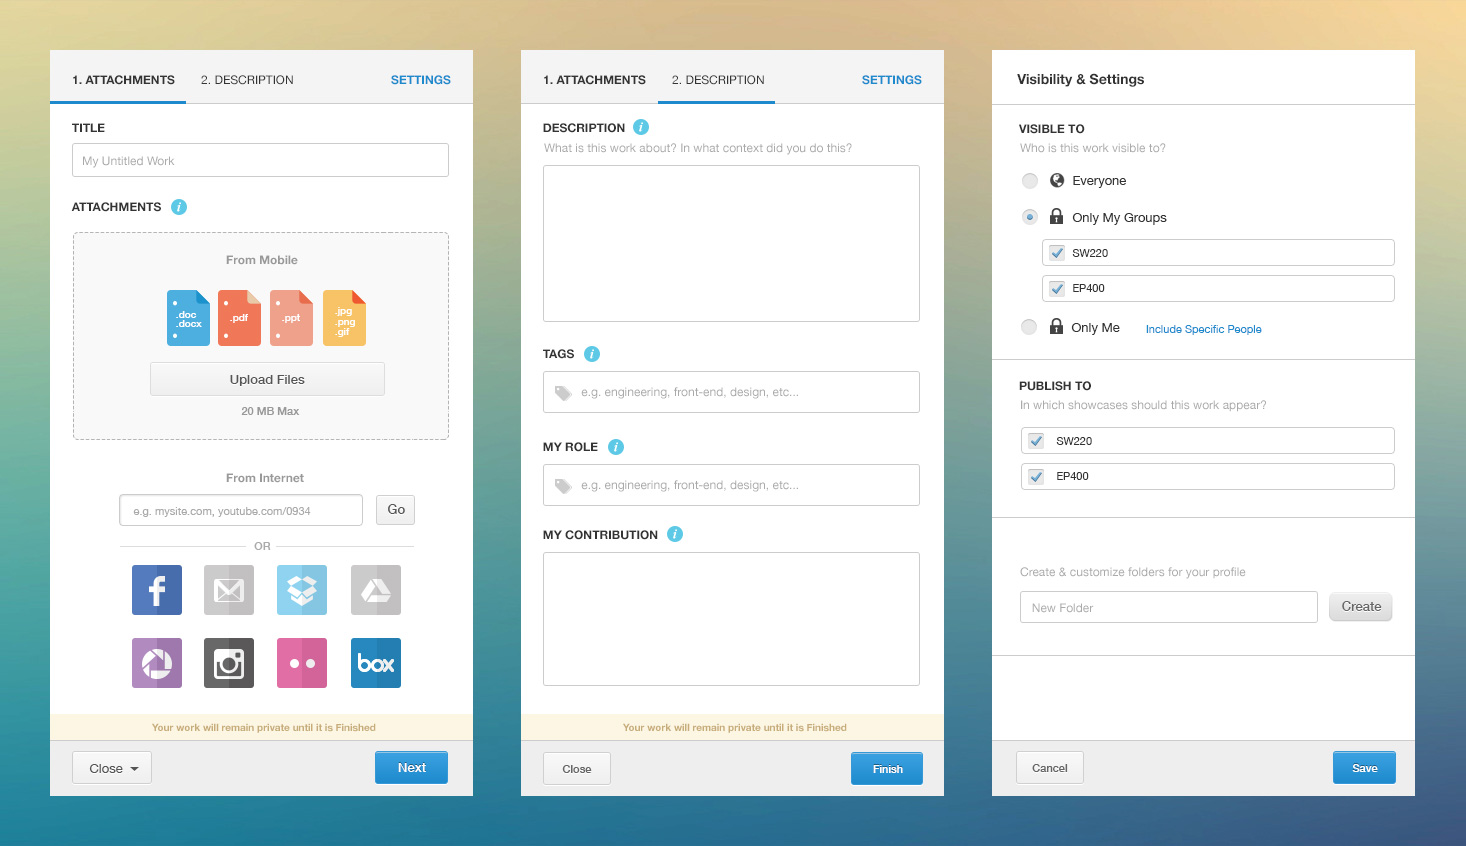 1. ATTACHMENTS 2. DESCRIPTION SETTINGS
TITLE
My Untitled Work
ATTACHMENTS i
From Mobile
.doc
.docx
.pdf
.ppt
.jpg
.png
.gif
Upload Files
20 MB Max
From Internet
e.g. mysite.com, youtube.com/0934 Go
OR
f
box
Your work will remain private until it is Finished
Close Next
1. ATTACHMENTS 2. DESCRIPTION SETTINGS
DESCRIPTION i
What is this work about? In what context did you do this?
TAGS i
e.g. engineering, front-end, design, etc...
MY ROLE i
e.g. engineering, front-end, design, etc...
MY CONTRIBUTION i
Your work will remain private until it is Finished
Close Finish
Visibility & Settings
VISIBLE TO
Who is this work visible to?
Everyone
Only My Groups
SW220
EP400
Only Me Include Specific People
PUBLISH TO
In which showcases should this work appear?
SW220
EP400
Create & customize folders for your profile
New Folder Create
Cancel Save